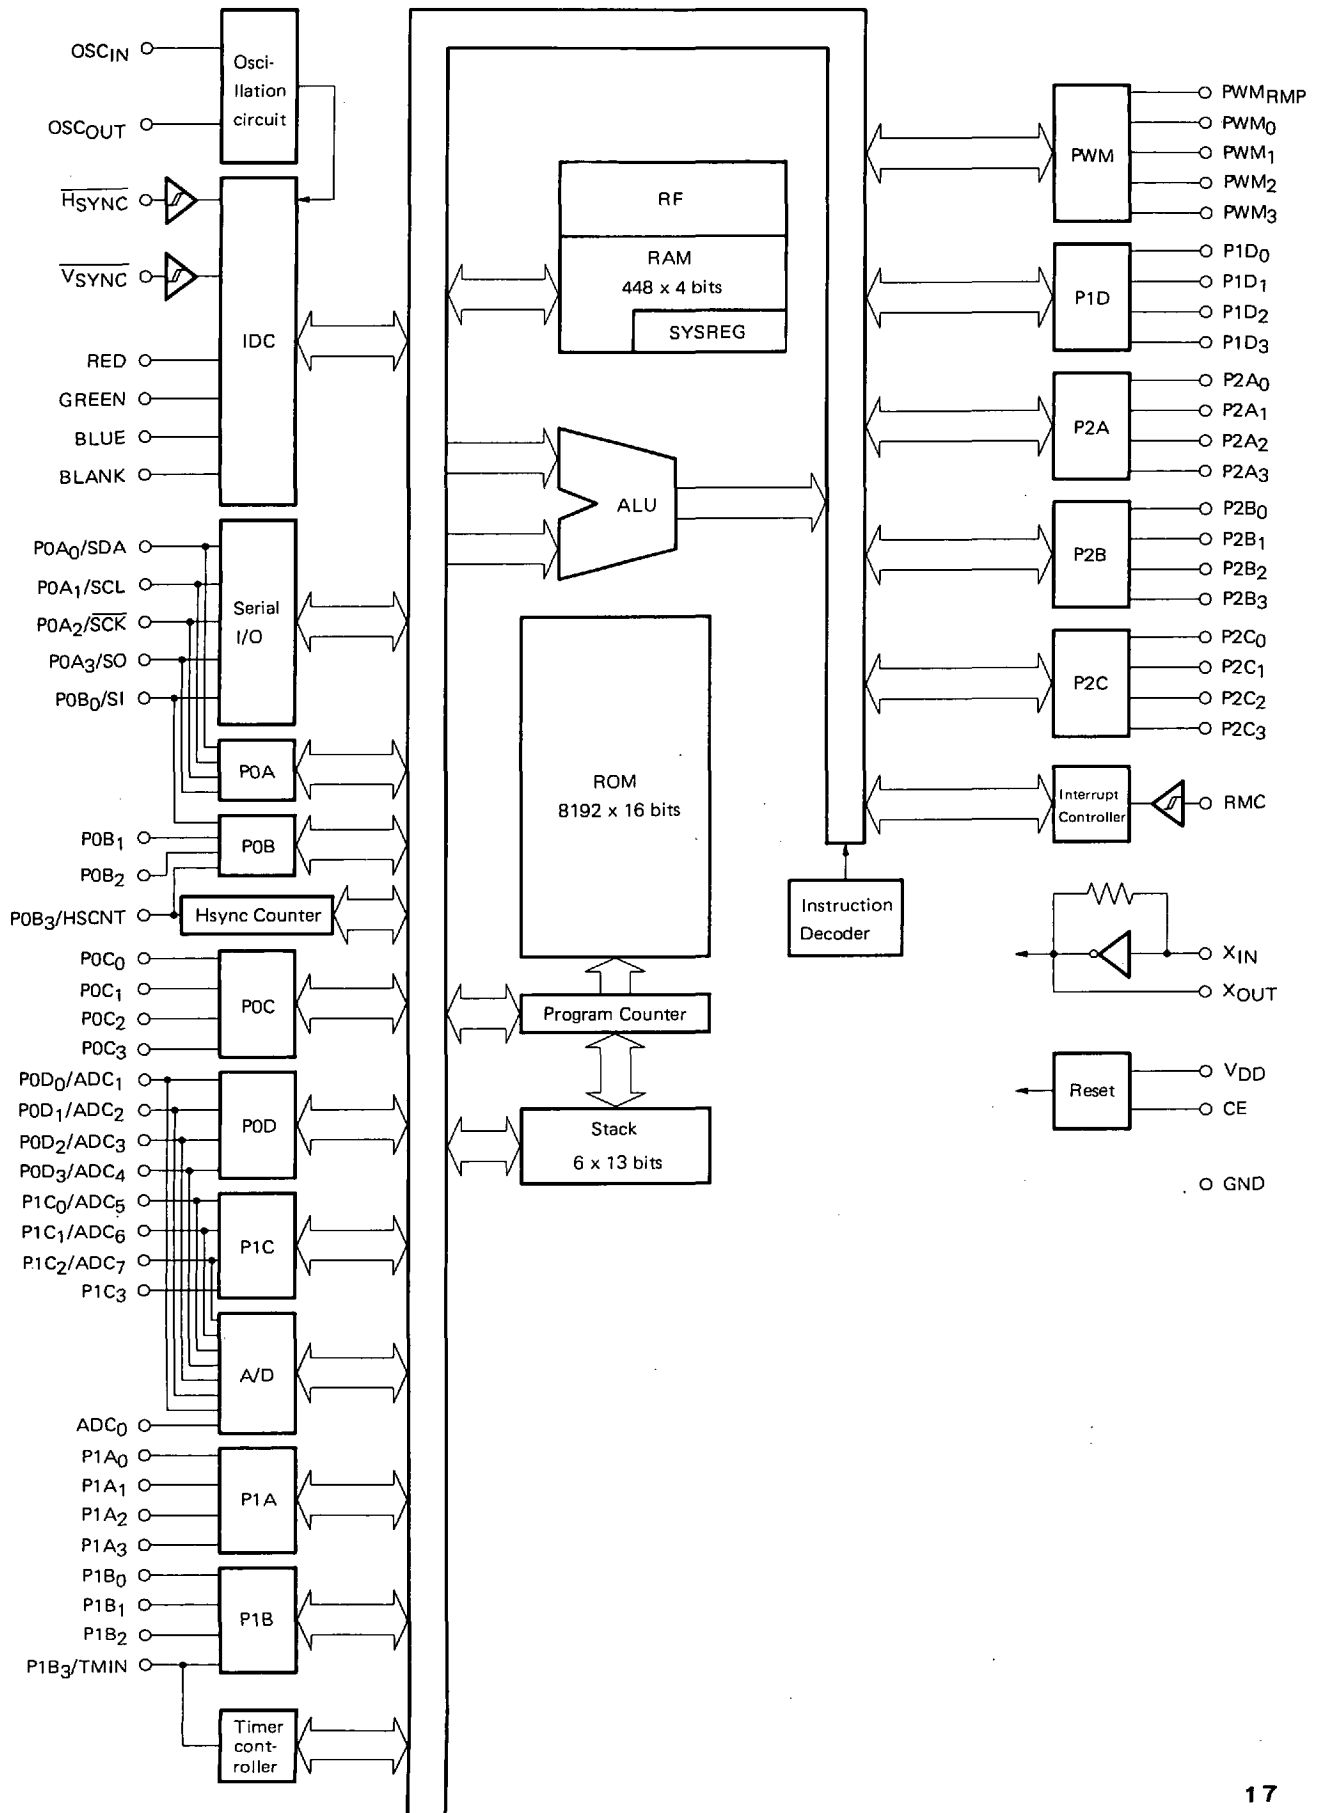 OSCIN
OSCOUT
Osci-
llation
circuit
HSYNC
VSYNC
RED
GREEN
BLUE
BLANK
IDC
P0A0/SDA
P0A1/SCL
P0A2/SCK
P0A3/SO
P0B0/SI
Serial
I/O
P0A
P0B1
P0B2
P0B
P0B3/HSCNT
Hsync Counter
P0C0
P0C1
P0C2
P0C3
P0C
P0D0/ADC1
P0D1/ADC2
P0D2/ADC3
P0D3/ADC4
P0D
P1C0/ADC5
P1C1/ADC6
P1C2/ADC7
P1C3
P1C
A/D
ADC0
P1A0
P1A1
P1A2
P1A3
P1A
P1B0
P1B1
P1B2
P1B3/TMIN
P1B
Timer
cont-
roller
RF
RAM
448 x 4 bits
SYSREG
ALU
ROM
8192 x 16 bits
Program Counter
Stack
6 x 13 bits
Instruction
Decoder
PWM
PWMRMP
PWM0
PWM1
PWM2
PWM3
P1D
P1D0
P1D1
P1D2
P1D3
P2A
P2A0
P2A1
P2A2
P2A3
P2B
P2B0
P2B1
P2B2
P2B3
P2C
P2C0
P2C1
P2C2
P2C3
Interrupt
Controller
RMC
XIN
XOUT
Reset
VDD
CE
GND
17